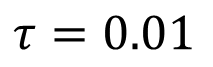 τ = 0.01